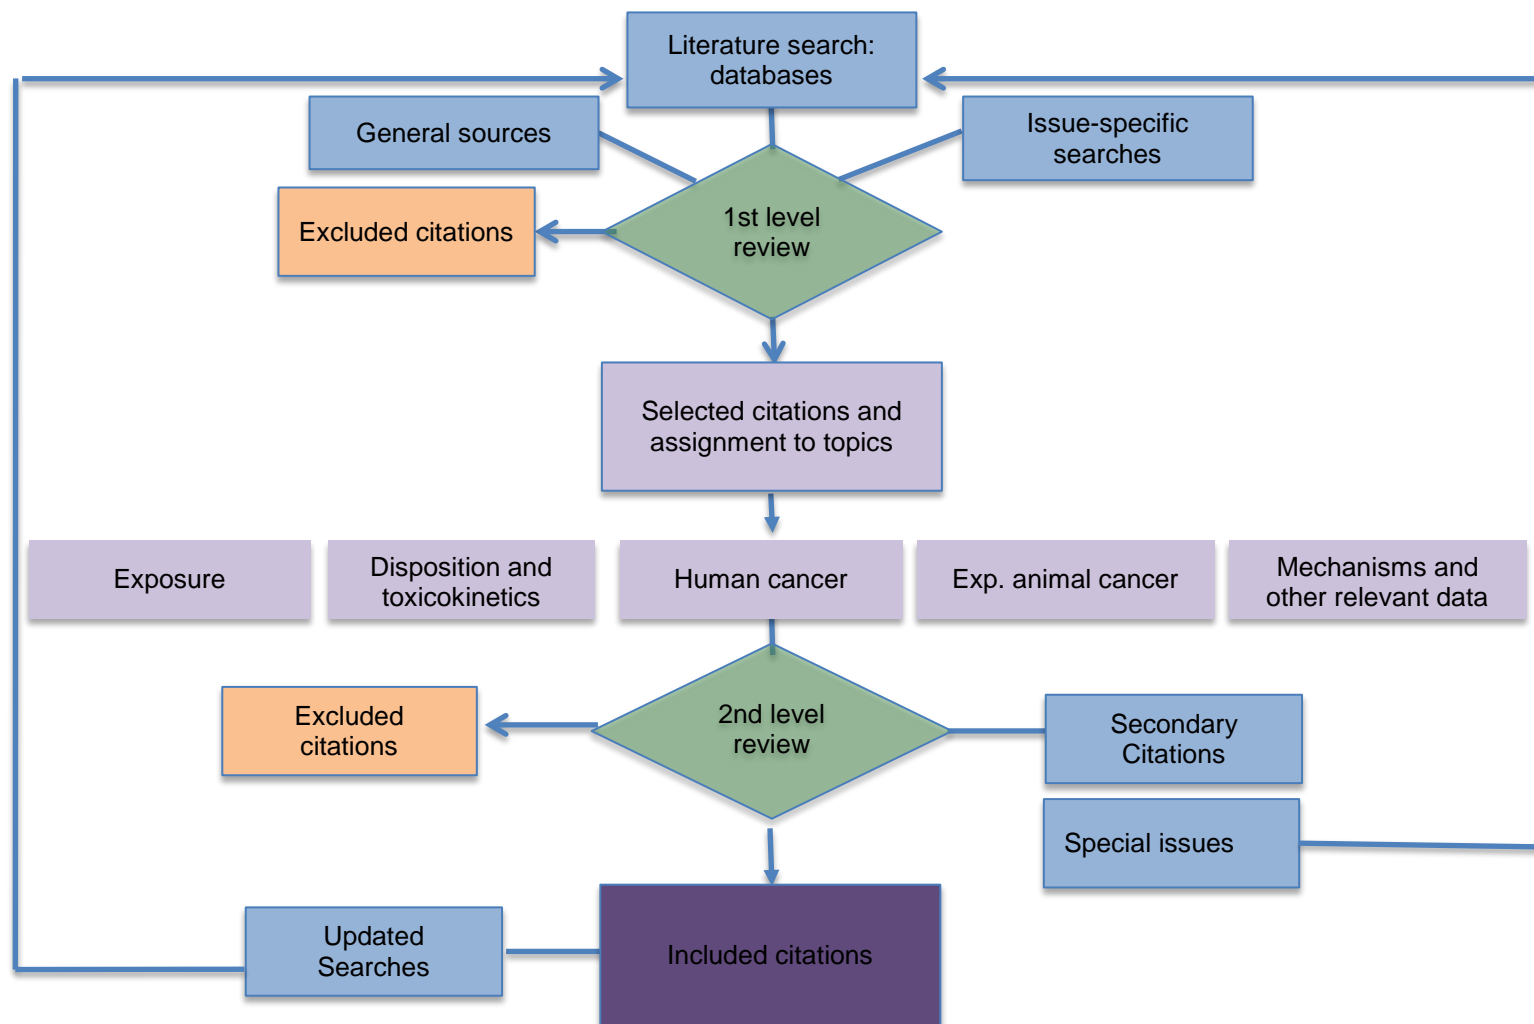 Literature search:
databases
General sources
Issue-specific
searches
Excluded citations
1st level
review
Selected citations and
assignment to topics
Exposure
Disposition and
toxicokinetics
Human cancer
Exp. animal cancer
Mechanisms and
other relevant data
Excluded
citations
2nd level
review
Secondary
Citations
Special issues
Updated
Searches
Included citations